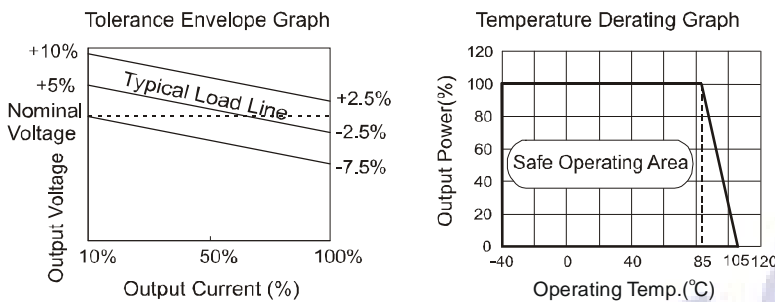 Tolerance Envelope Graph
+10%
+5%
Nominal
Voltage
Output Voltage
Typical Load Line
+2.5%
-2.5%
-7.5%
10%
50%
100%
Output Current (%)
Temperature Derating Graph
120
100
80
60
40
20
0
Output Power(%)
Safe Operating Area
-40
0
40
85
105
120
Operating Temp.(°C)